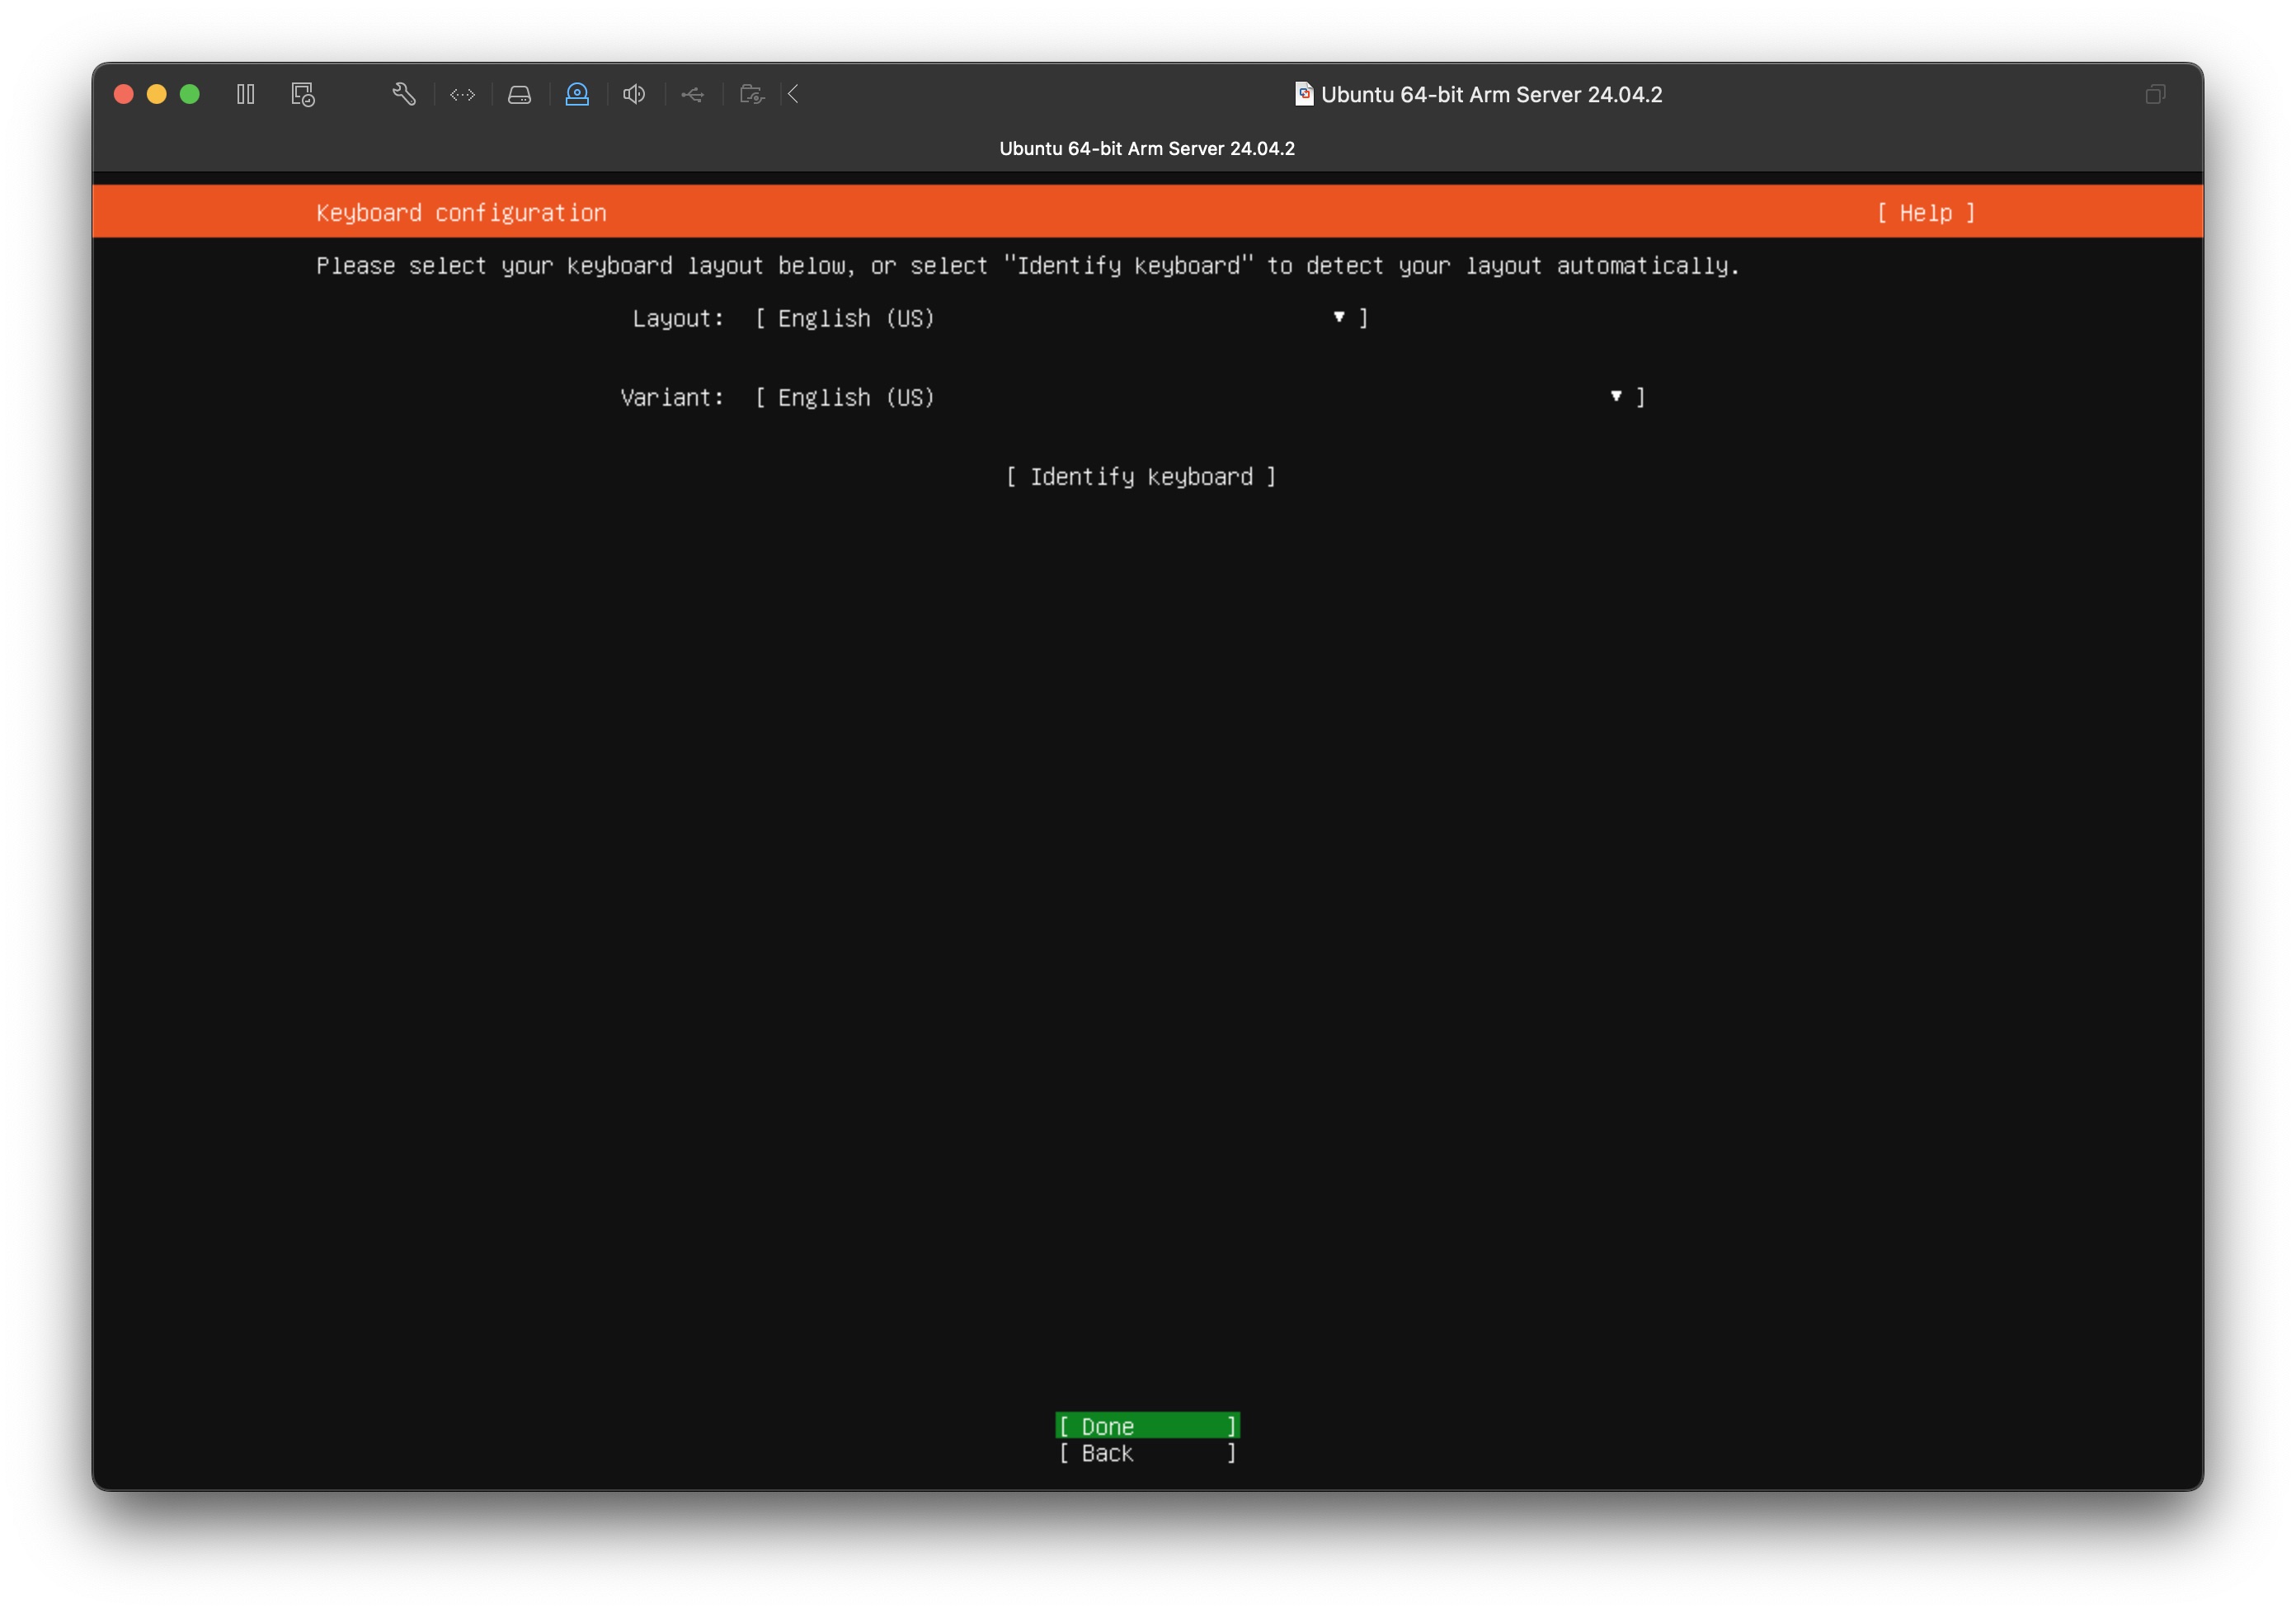 Ubuntu 64-bit Arm Server 24.04.2
Ubuntu 64-bit Arm Server 24.04.2
Keyboard configuration [ Help ]
Please select your keyboard layout below, or select "Identify keyboard" to detect your layout automatically.
Layout: [ English (US) ▾ ]
Variant: [ English (US) ▾ ]
[ Identify keyboard ]
[ Done ]
[ Back ]